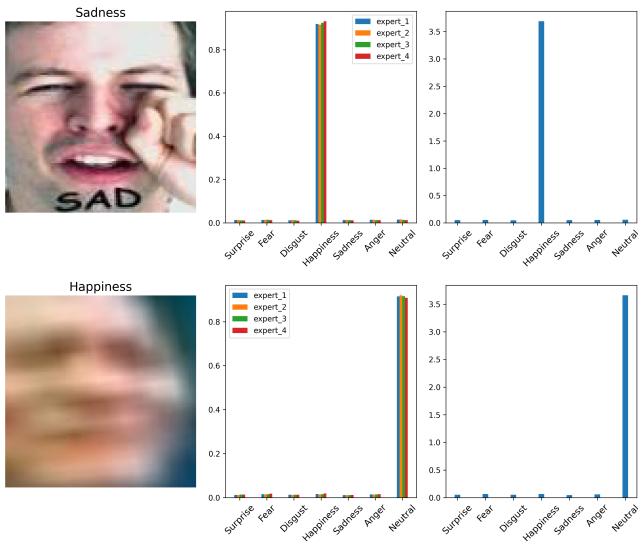 Sadness
SAD
0.0
0.2
0.4
0.6
0.8
expert_1
expert_2
expert_3
expert_4
Surprise
Fear
Disgust
Happiness
Sadness
Anger
Neutral
0.0
0.5
1.0
1.5
2.0
2.5
3.0
3.5
Surprise
Fear
Disgust
Happiness
Sadness
Anger
Neutral
Happiness
0.0
0.2
0.4
0.6
0.8
expert_1
expert_2
expert_3
expert_4
Surprise
Fear
Disgust
Happiness
Sadness
Anger
Neutral
0.0
0.5
1.0
1.5
2.0
2.5
3.0
3.5
Surprise
Fear
Disgust
Happiness
Sadness
Anger
Neutral